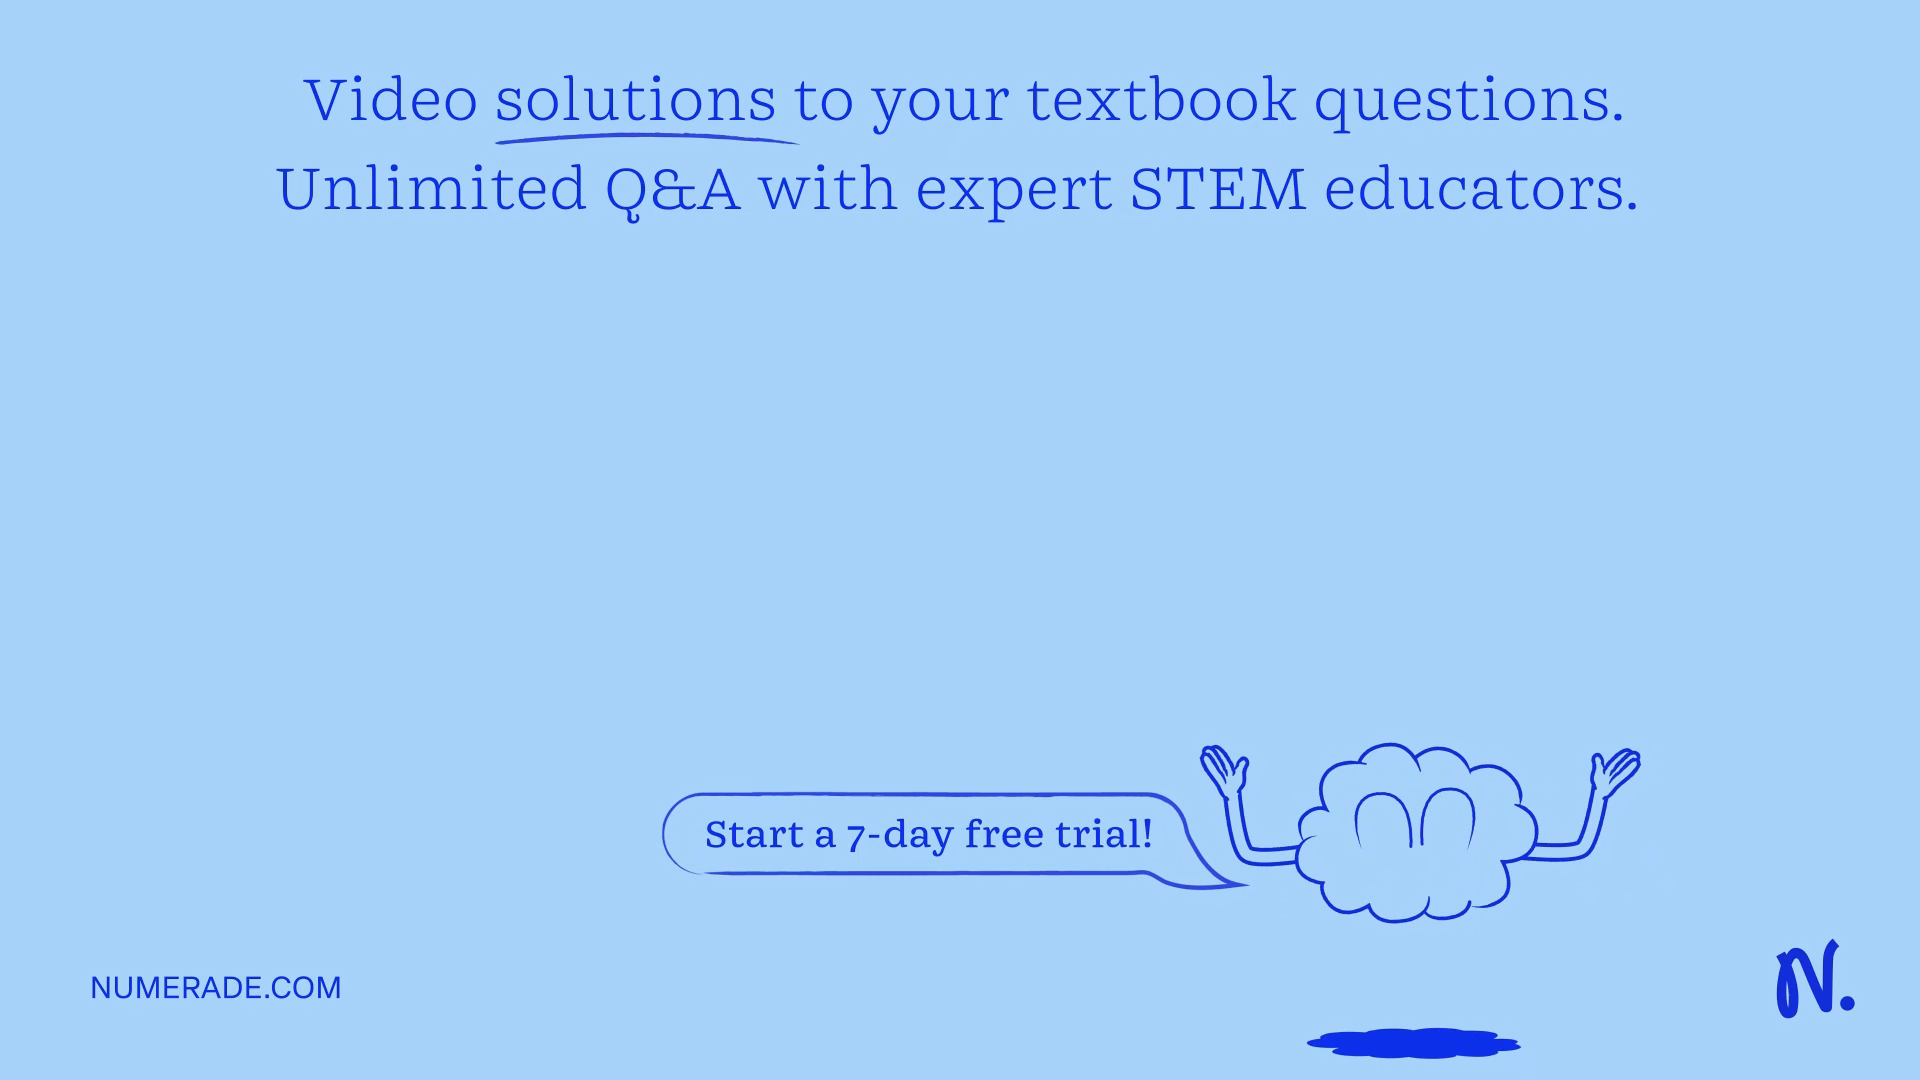 Video solutions to your textbook questions.
Unlimited Q&A with expert STEM educators.
Start a 7-day free trial!
NUMERADE.COM
N.